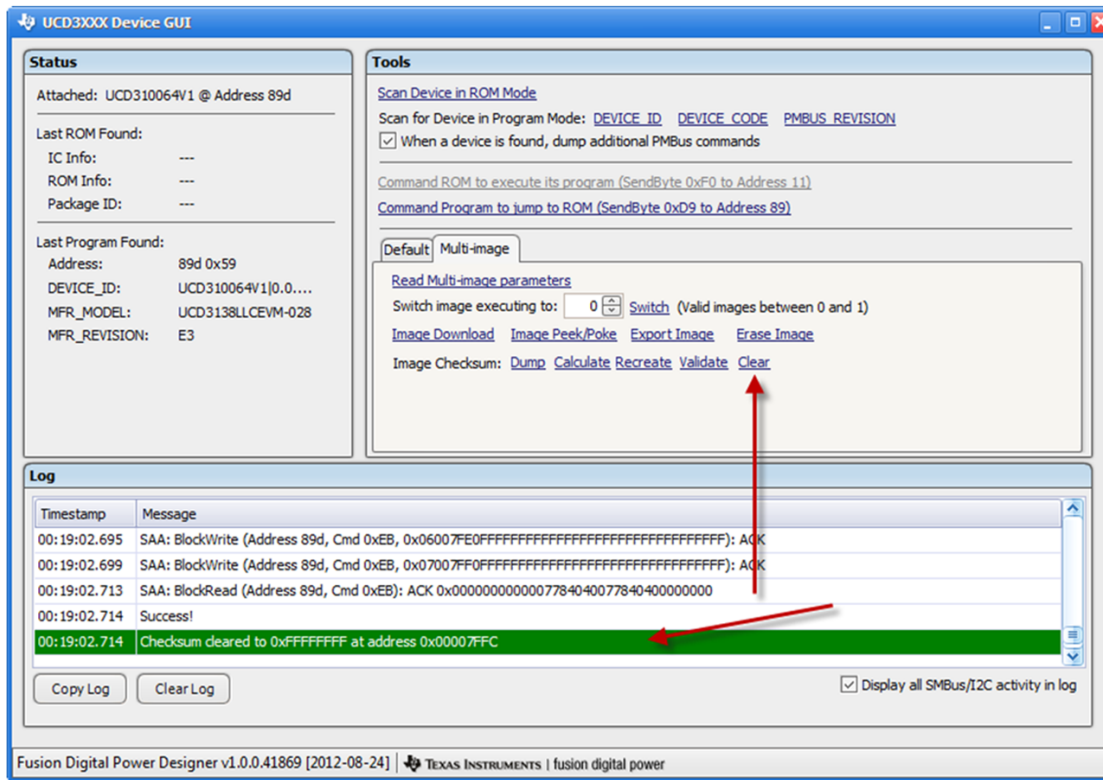 UCD3XXX Device GUI
Status
Attached: UCD310064V1 @ Address 89d
Last ROM Found:
IC Info: ---
ROM Info: ---
Package ID: ---
Last Program Found:
Address: 89d 0x59
DEVICE_ID: UCD310064V1|0.0....
MFR_MODEL: UCD3138LLCEVM-028
MFR_REVISION: E3
Tools
Scan Device in ROM Mode
Scan for Device in Program Mode: DEVICE_ID DEVICE_CODE PMBUS_REVISION
When a device is found, dump additional PMBus commands
Command ROM to execute its program (SendByte 0xF0 to Address 11)
Command Program to jump to ROM (SendByte 0xD9 to Address 89)
Default Multi-image
Read Multi-image parameters
Switch image executing to: 0 Switch (Valid images between 0 and 1)
Image Download Image Peek/Poke Export Image Erase Image
Image Checksum: Dump Calculate Recreate Validate Clear
Log
Timestamp Message
00:19:02.695 SAA: BlockWrite (Address 89d, Cmd 0xEB, 0x06007FE0FFFFFFFFFFFFFFFFFFFFFFFFFFFFFFFF): ACK
00:19:02.699 SAA: BlockWrite (Address 89d, Cmd 0xEB, 0x07007FF0FFFFFFFFFFFFFFFFFFFFFFFFFFFFFFFF): ACK
00:19:02.713 SAA: BlockRead (Address 89d, Cmd 0xEB): ACK 0x00000000000077840400778404000000​00
00:19:02.714 Success!
00:19:02.714 Checksum cleared to 0xFFFFFFFF at address 0x00007FFC
Copy Log Clear Log Display all SMBus/I2C activity in log
Fusion Digital Power Designer v1.0.0.41869 [2012-08-24] TEXAS INSTRUMENTS | fusion digital power